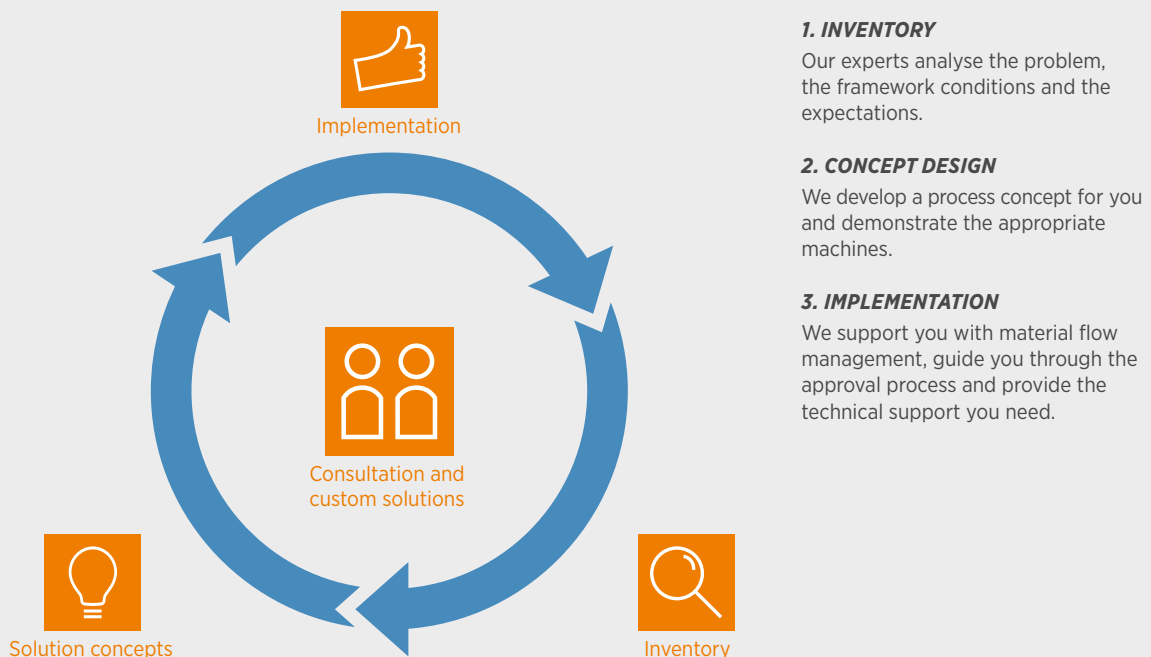 Implementation
Consultation and
custom solutions
Solution concepts
Inventory
1. INVENTORY
Our experts analyse the problem,
the framework conditions and the
expectations.
2. CONCEPT DESIGN
We develop a process concept for you
and demonstrate the appropriate
machines.
3. IMPLEMENTATION
We support you with material flow
management, guide you through the
approval process and provide the
technical support you need.